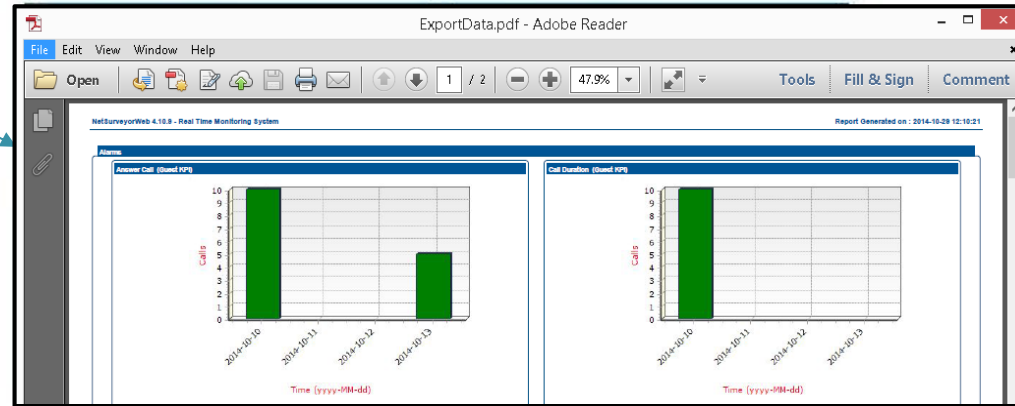 ExportData.pdf - Adobe Reader
File Edit View Window Help
Open 1 / 2 47.9% Tools Fill & Sign Comment
NetSurveyorWeb 4.10.9 - Real Time Monitoring System Report Generated on : 2014-10-29 12:10:21
Alarms
Answer Call (Guest KPI)
10
9
8
7
6
5
4
3
2
1
0
Calls
2014-10-10 2014-10-11 2014-10-12 2014-10-13
Time (yyyy-MM-dd)
Call Duration (Guest KPI)
10
9
8
7
6
5
4
3
2
1
0
Calls
2014-10-10 2014-10-11 2014-10-12 2014-10-13
Time (yyyy-MM-dd)